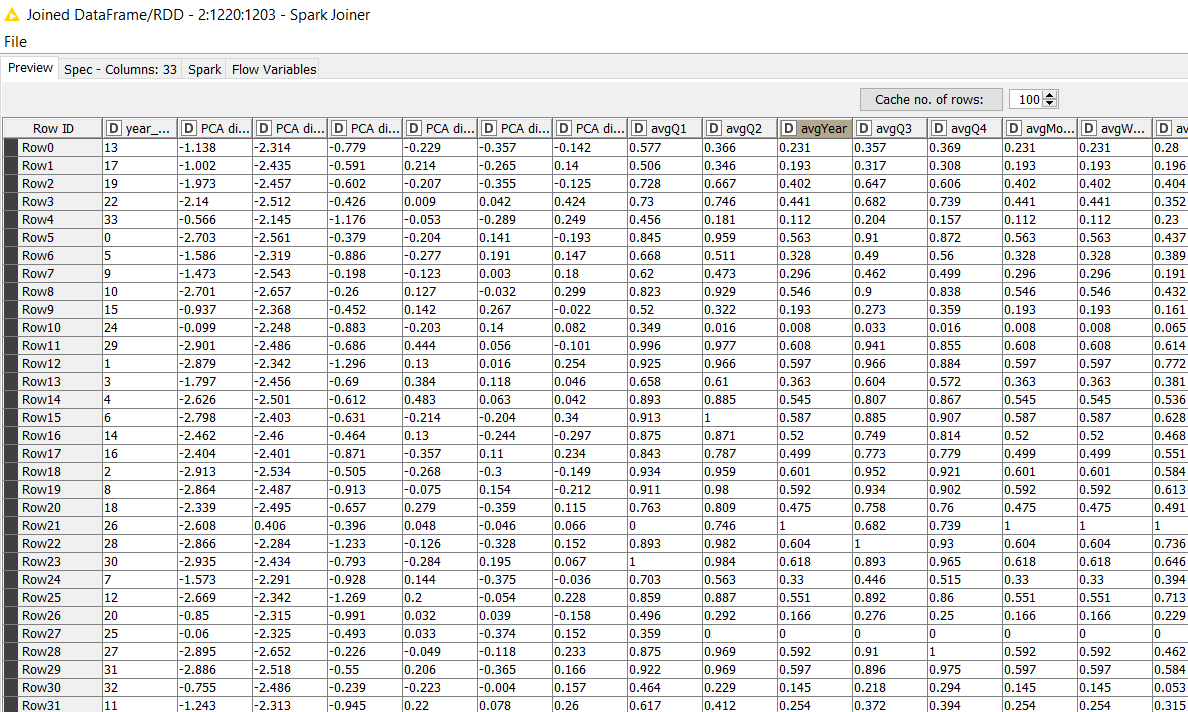 Joined DataFrame/RDD - 2:1220:1203 - Spark Joiner
File
Preview Spec - Columns: 33 Spark Flow Variables
Cache no. of rows: 100
Row ID D year_... D PCA di... D PCA di... D PCA di... D PCA di... D PCA di... D PCA di... D avgQ1 D avgQ2 D avgYear D avgQ3 D avgQ4 D avgMo... D avgW... D av
Row0 13 -1.138 -2.314 -0.779 -0.229 -0.357 -0.142 0.577 0.366 0.231 0.357 0.369 0.231 0.231 0.28
Row1 17 -1.002 -2.435 -0.591 0.214 -0.265 0.14 0.506 0.346 0.193 0.317 0.308 0.193 0.193 0.196
Row2 19 -1.973 -2.457 -0.602 -0.207 -0.355 -0.125 0.728 0.667 0.402 0.647 0.606 0.402 0.402 0.404
Row3 22 -2.14 -2.512 -0.426 0.009 0.042 0.424 0.73 0.746 0.441 0.682 0.739 0.441 0.441 0.352
Row4 33 -0.566 -2.145 -1.176 -0.053 -0.289 0.249 0.456 0.181 0.112 0.204 0.157 0.112 0.112 0.23
Row5 0 -2.703 -2.561 -0.379 -0.204 0.141 -0.193 0.845 0.959 0.563 0.91 0.872 0.563 0.563 0.437
Row6 5 -1.586 -2.319 -0.886 -0.277 0.191 0.147 0.668 0.511 0.328 0.49 0.56 0.328 0.328 0.389
Row7 9 -1.473 -2.543 -0.198 -0.123 0.003 0.18 0.62 0.473 0.296 0.462 0.499 0.296 0.296 0.191
Row8 10 -2.701 -2.657 -0.26 0.127 -0.032 0.299 0.823 0.929 0.546 0.9 0.838 0.546 0.546 0.432
Row9 15 -0.937 -2.368 -0.452 0.142 0.267 -0.022 0.52 0.322 0.193 0.273 0.359 0.193 0.193 0.161
Row10 24 -0.099 -2.248 -0.883 -0.203 0.14 0.082 0.349 0.016 0.008 0.033 0.016 0.008 0.008 0.065
Row11 29 -2.901 -2.486 -0.686 0.444 0.056 -0.101 0.996 0.977 0.608 0.941 0.855 0.608 0.608 0.614
Row12 1 -2.879 -2.342 -1.296 0.13 0.016 0.254 0.925 0.966 0.597 0.966 0.884 0.597 0.597 0.772
Row13 3 -1.797 -2.456 -0.69 0.384 0.118 0.046 0.658 0.61 0.363 0.604 0.572 0.363 0.363 0.381
Row14 4 -2.626 -2.501 -0.612 0.483 0.063 0.042 0.893 0.885 0.545 0.807 0.867 0.545 0.545 0.536
Row15 6 -2.798 -2.403 -0.631 -0.214 -0.204 0.34 0.913 1 0.587 0.885 0.907 0.587 0.587 0.628
Row16 14 -2.462 -2.46 -0.464 0.13 -0.244 -0.297 0.875 0.871 0.52 0.749 0.814 0.52 0.52 0.468
Row17 16 -2.404 -2.401 -0.871 -0.357 0.11 0.234 0.843 0.787 0.499 0.773 0.779 0.499 0.499 0.551
Row18 2 -2.913 -2.534 -0.505 -0.268 -0.3 -0.149 0.934 0.959 0.601 0.952 0.921 0.601 0.601 0.584
Row19 8 -2.864 -2.487 -0.913 -0.075 0.154 -0.212 0.911 0.98 0.592 0.934 0.902 0.592 0.592 0.613
Row20 18 -2.339 -2.495 -0.657 0.279 -0.359 0.115 0.763 0.809 0.475 0.758 0.76 0.475 0.475 0.491
Row21 26 -2.608 0.406 -0.396 0.048 -0.046 0.066 0 0.746 1 0.682 0.739 1 1 1
Row22 28 -2.866 -2.284 -1.233 -0.126 -0.328 0.152 0.893 0.982 0.604 1 0.93 0.604 0.604 0.736
Row23 30 -2.935 -2.434 -0.793 -0.284 0.195 0.067 1 0.984 0.618 0.893 0.965 0.618 0.618 0.646
Row24 7 -1.573 -2.291 -0.928 0.144 -0.375 -0.036 0.703 0.563 0.33 0.446 0.515 0.33 0.33 0.394
Row25 12 -2.669 -2.342 -1.269 0.2 -0.054 0.228 0.859 0.887 0.551 0.892 0.86 0.551 0.551 0.713
Row26 20 -0.85 -2.315 -0.991 0.032 0.039 -0.158 0.496 0.292 0.166 0.276 0.25 0.166 0.166 0.229
Row27 25 -0.06 -2.325 -0.493 0.033 -0.374 0.152 0.359 0 0 0 0 0 0 0
Row28 27 -2.895 -2.652 -0.226 -0.049 -0.118 0.233 0.875 0.969 0.592 0.91 1 0.592 0.592 0.462
Row29 31 -2.886 -2.518 -0.55 0.206 -0.365 0.166 0.922 0.969 0.597 0.896 0.975 0.597 0.597 0.584
Row30 32 -0.755 -2.486 -0.239 -0.223 -0.004 0.157 0.464 0.229 0.145 0.218 0.294 0.145 0.145 0.053
Row31 11 -1.243 -2.313 -0.945 0.22 0.078 0.26 0.617 0.412 0.254 0.372 0.394 0.254 0.254 0.315